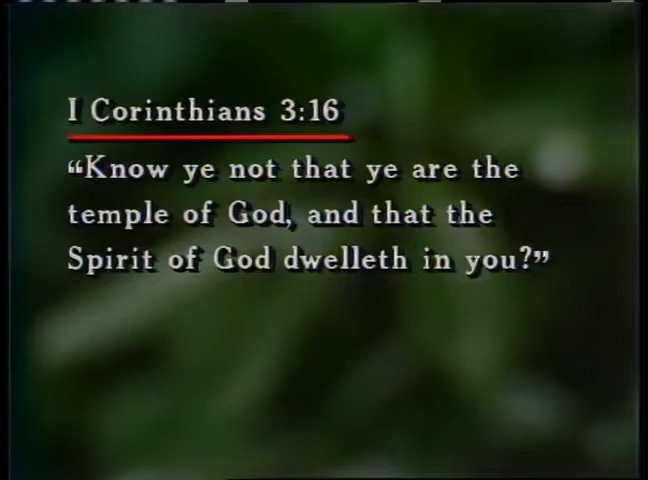 I Corinthians 3:16
“Know ye not that ye are the
temple of God, and that the
Spirit of God dwelleth in you?”